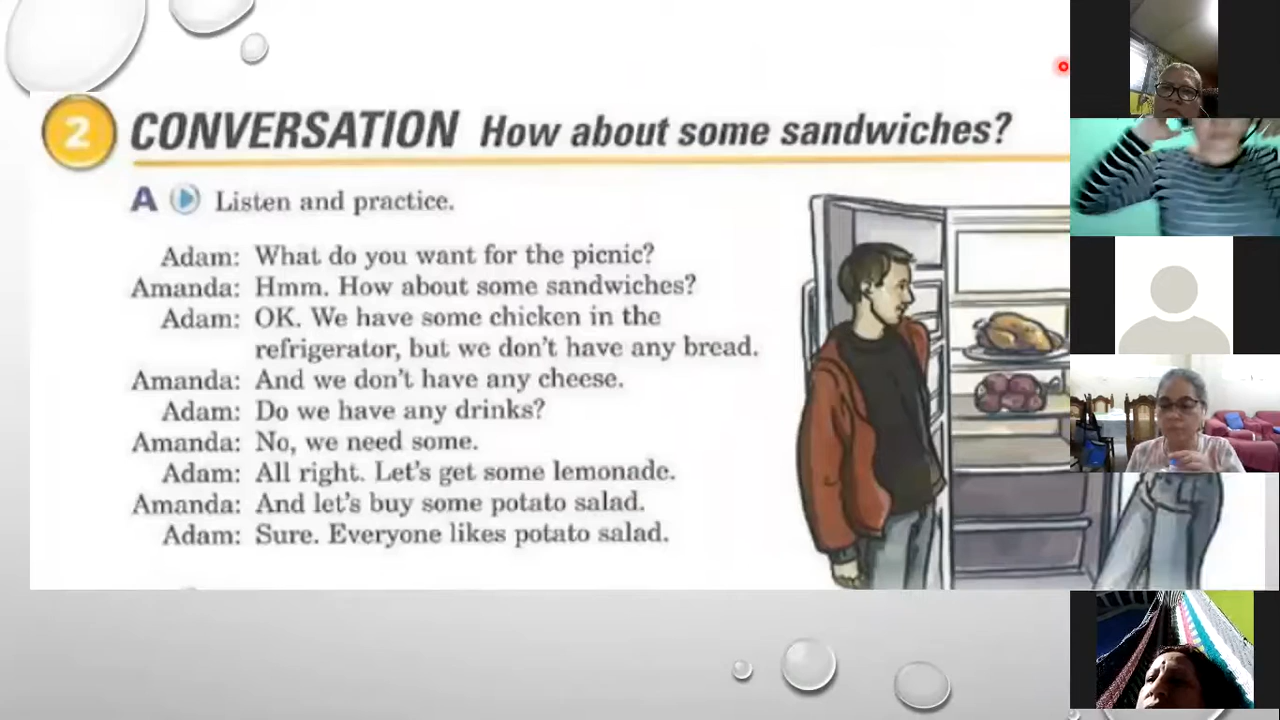 2 CONVERSATION How about some sandwiches?
A Listen and practice.
Adam: What do you want for the picnic?
Amanda: Hmm. How about some sandwiches?
Adam: OK. We have some chicken in the
refrigerator, but we don't have any bread.
Amanda: And we don't have any cheese.
Adam: Do we have any drinks?
Amanda: No, we need some.
Adam: All right. Let's get some lemonade.
Amanda: And let's buy some potato salad.
Adam: Sure. Everyone likes potato salad.